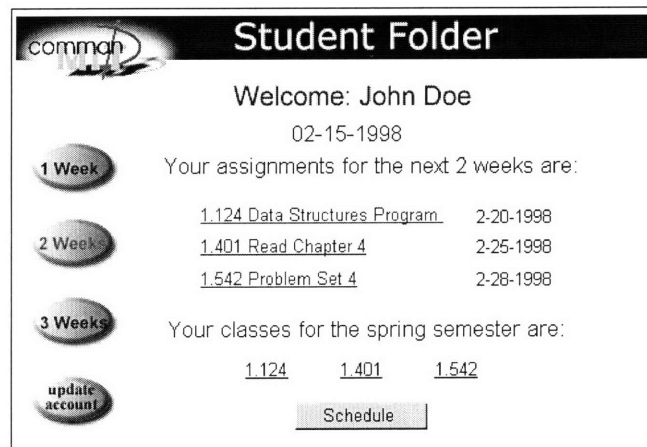 comman
D
MIT
Student Folder
Welcome: John Doe
02-15-1998
Your assignments for the next 2 weeks are:
1 Week
1.124 Data Structures Program 2-20-1998
2 Weeks
1.401 Read Chapter 4 2-25-1998
1.542 Problem Set 4 2-28-1998
3 Weeks
Your classes for the spring semester are:
1.124 1.401 1.542
update
account
Schedule